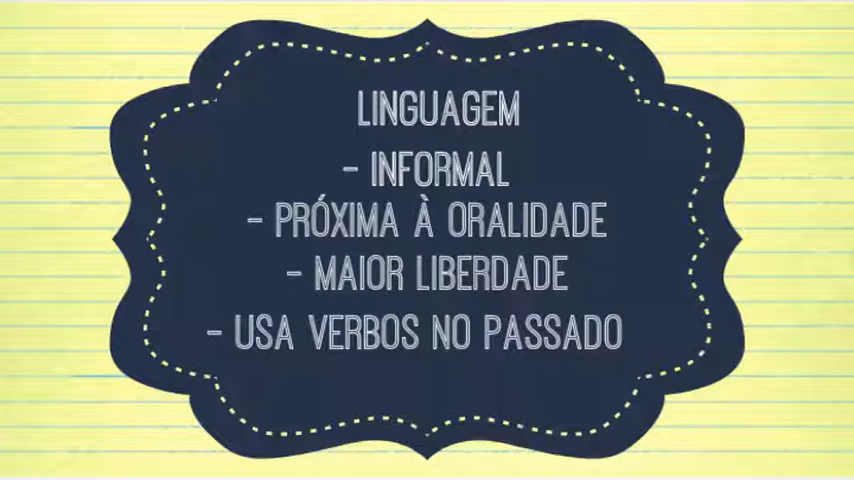 LINGUAGEM
- INFORMAL
- PRÓXIMA À ORALIDADE
- MAIOR LIBERDADE
- USA VERBOS NO PASSADO